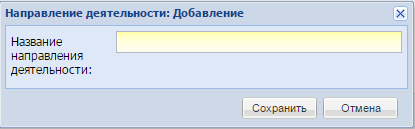 Направление деятельности: Добавление
Название
направления
деятельности:
Сохранить Отмена